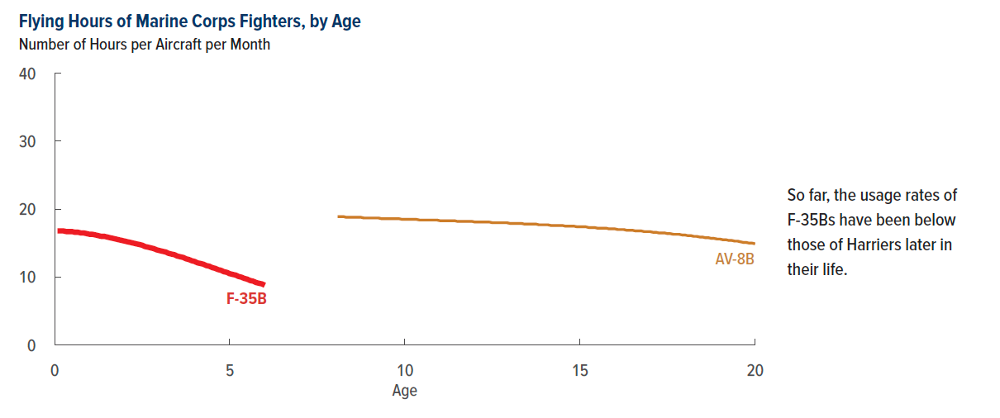 Flying Hours of Marine Corps Fighters, by Age
Number of Hours per Aircraft per Month
40
30
20
10
0
F-35B
AV-8B
So far, the usage rates of
F-35Bs have been below
those of Harriers later in
their life.
0 5 10 15 20
Age